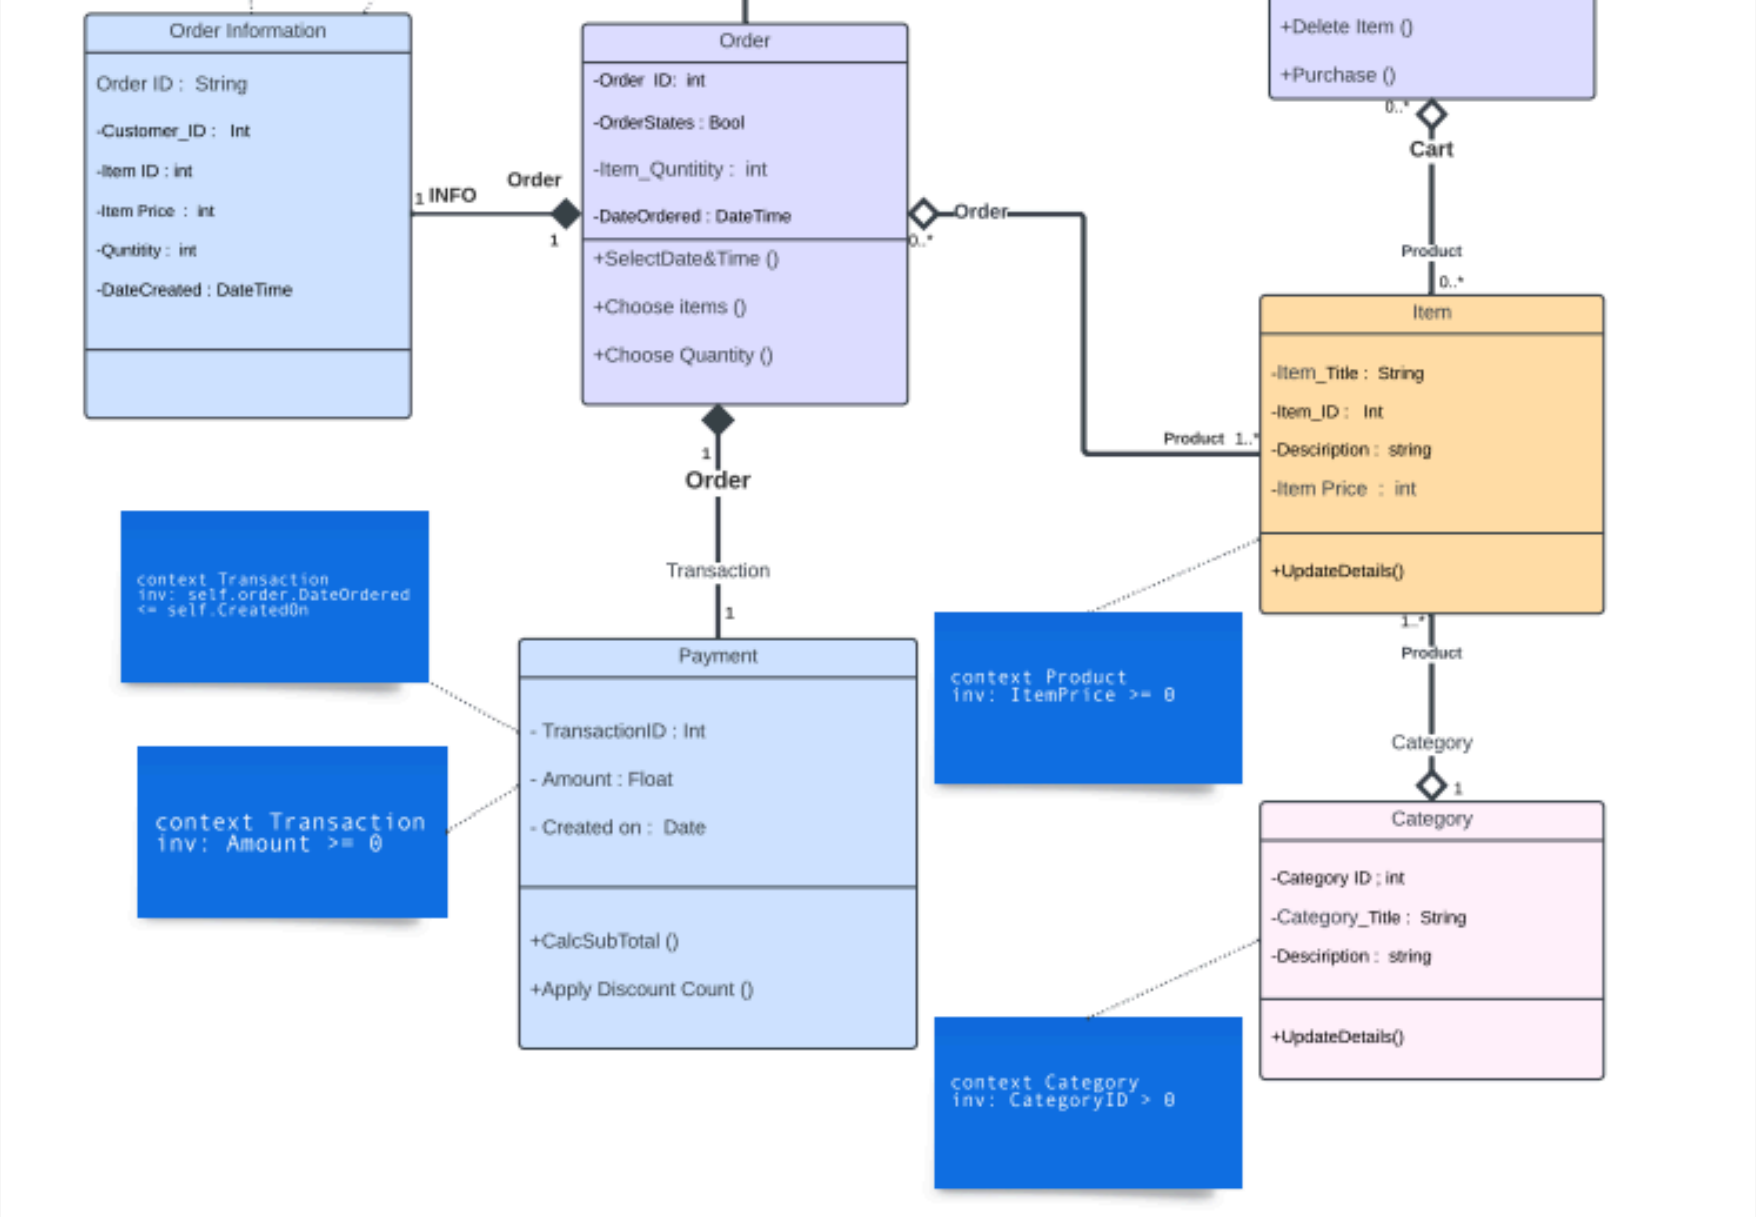 Order Information
Order ID :  String
-Customer_ID :  Int
-Item ID : int
-Item Price  :  int
-Quntitity :  int
-DateCreated : DateTime
1 INFO
Order
1
Order
-Order  ID:  int
-OrderStates : Bool
-Item_Quntitity :  int
-DateOrdered : DateTime
+SelectDate&Time ()
+Choose items ()
+Choose Quantity ()
Order
0..*
+Delete Item ()
+Purchase ()
0..*
Cart
Product
0..*
Item
-Item_Title :  String
-Item_ID :  Int
-Desciription :  string
-Item Price  :  int
+UpdateDetails()
Product  1..*
1
Order
Transaction
1
context Transaction
inv: self.order.DateOrdered
<= self.CreatedOn
context Transaction
inv: Amount >= 0
Payment
- TransactionID : Int
- Amount : Float
- Created on :  Date
+CalcSubTotal ()
+Apply Discount Count ()
context Product
inv: ItemPrice >= 0
1..*
Product
Category
1
Category
-Category ID ; int
-Category_Title :  String
-Desciription :  string
+UpdateDetails()
context Category
inv: CategoryID > 0